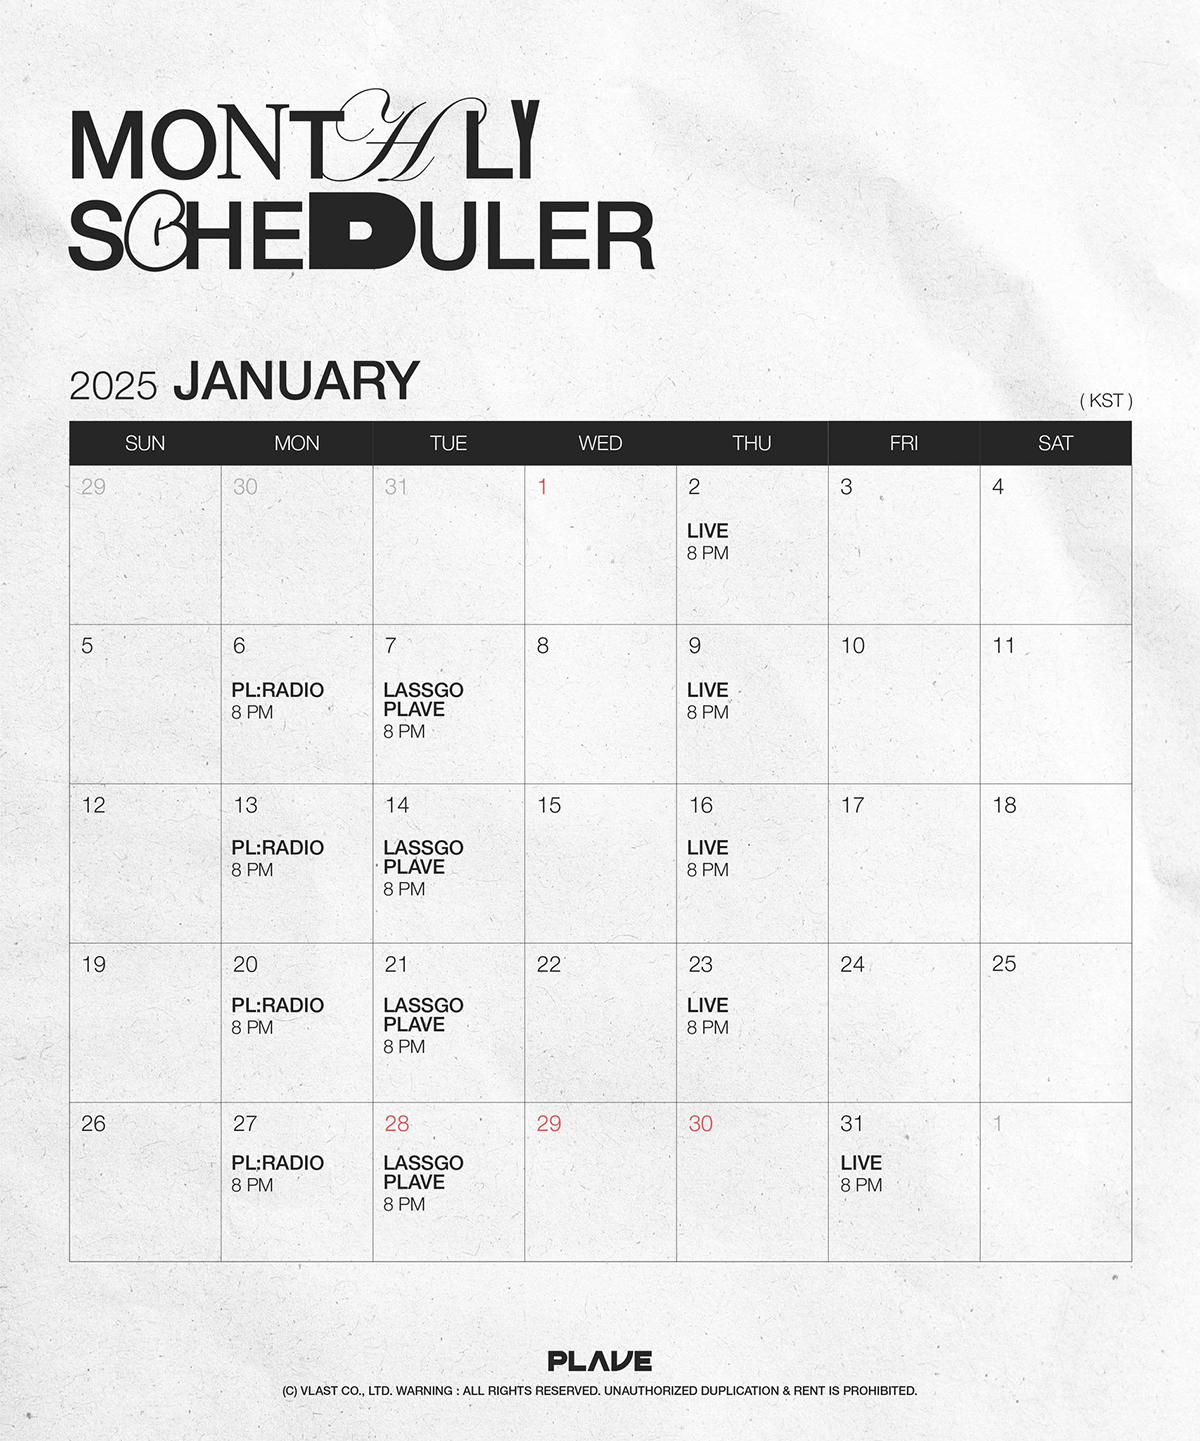 MONTHLY
SCHEDULER
2025 JANUARY
( KST )
SUN MON TUE WED THU FRI SAT
29 30 31 1 2 3 4
LIVE
8 PM
5 6 7 8 9 10 11
PL:RADIO LASSGO LIVE
PLAVE
8 PM 8 PM
8 PM
12 13 14 15 16 17 18
PL:RADIO LASSGO LIVE
PLAVE
8 PM 8 PM
8 PM
19 20 21 22 23 24 25
PL:RADIO LASSGO LIVE
PLAVE
8 PM 8 PM
8 PM
26 27 28 29 30 31 1
PL:RADIO LASSGO LIVE
PLAVE
8 PM 8 PM
8 PM
PLAVE
(C) VLAST CO., LTD. WARNING : ALL RIGHTS RESERVED. UNAUTHORIZED DUPLICATION & RENT IS PROHIBITED.